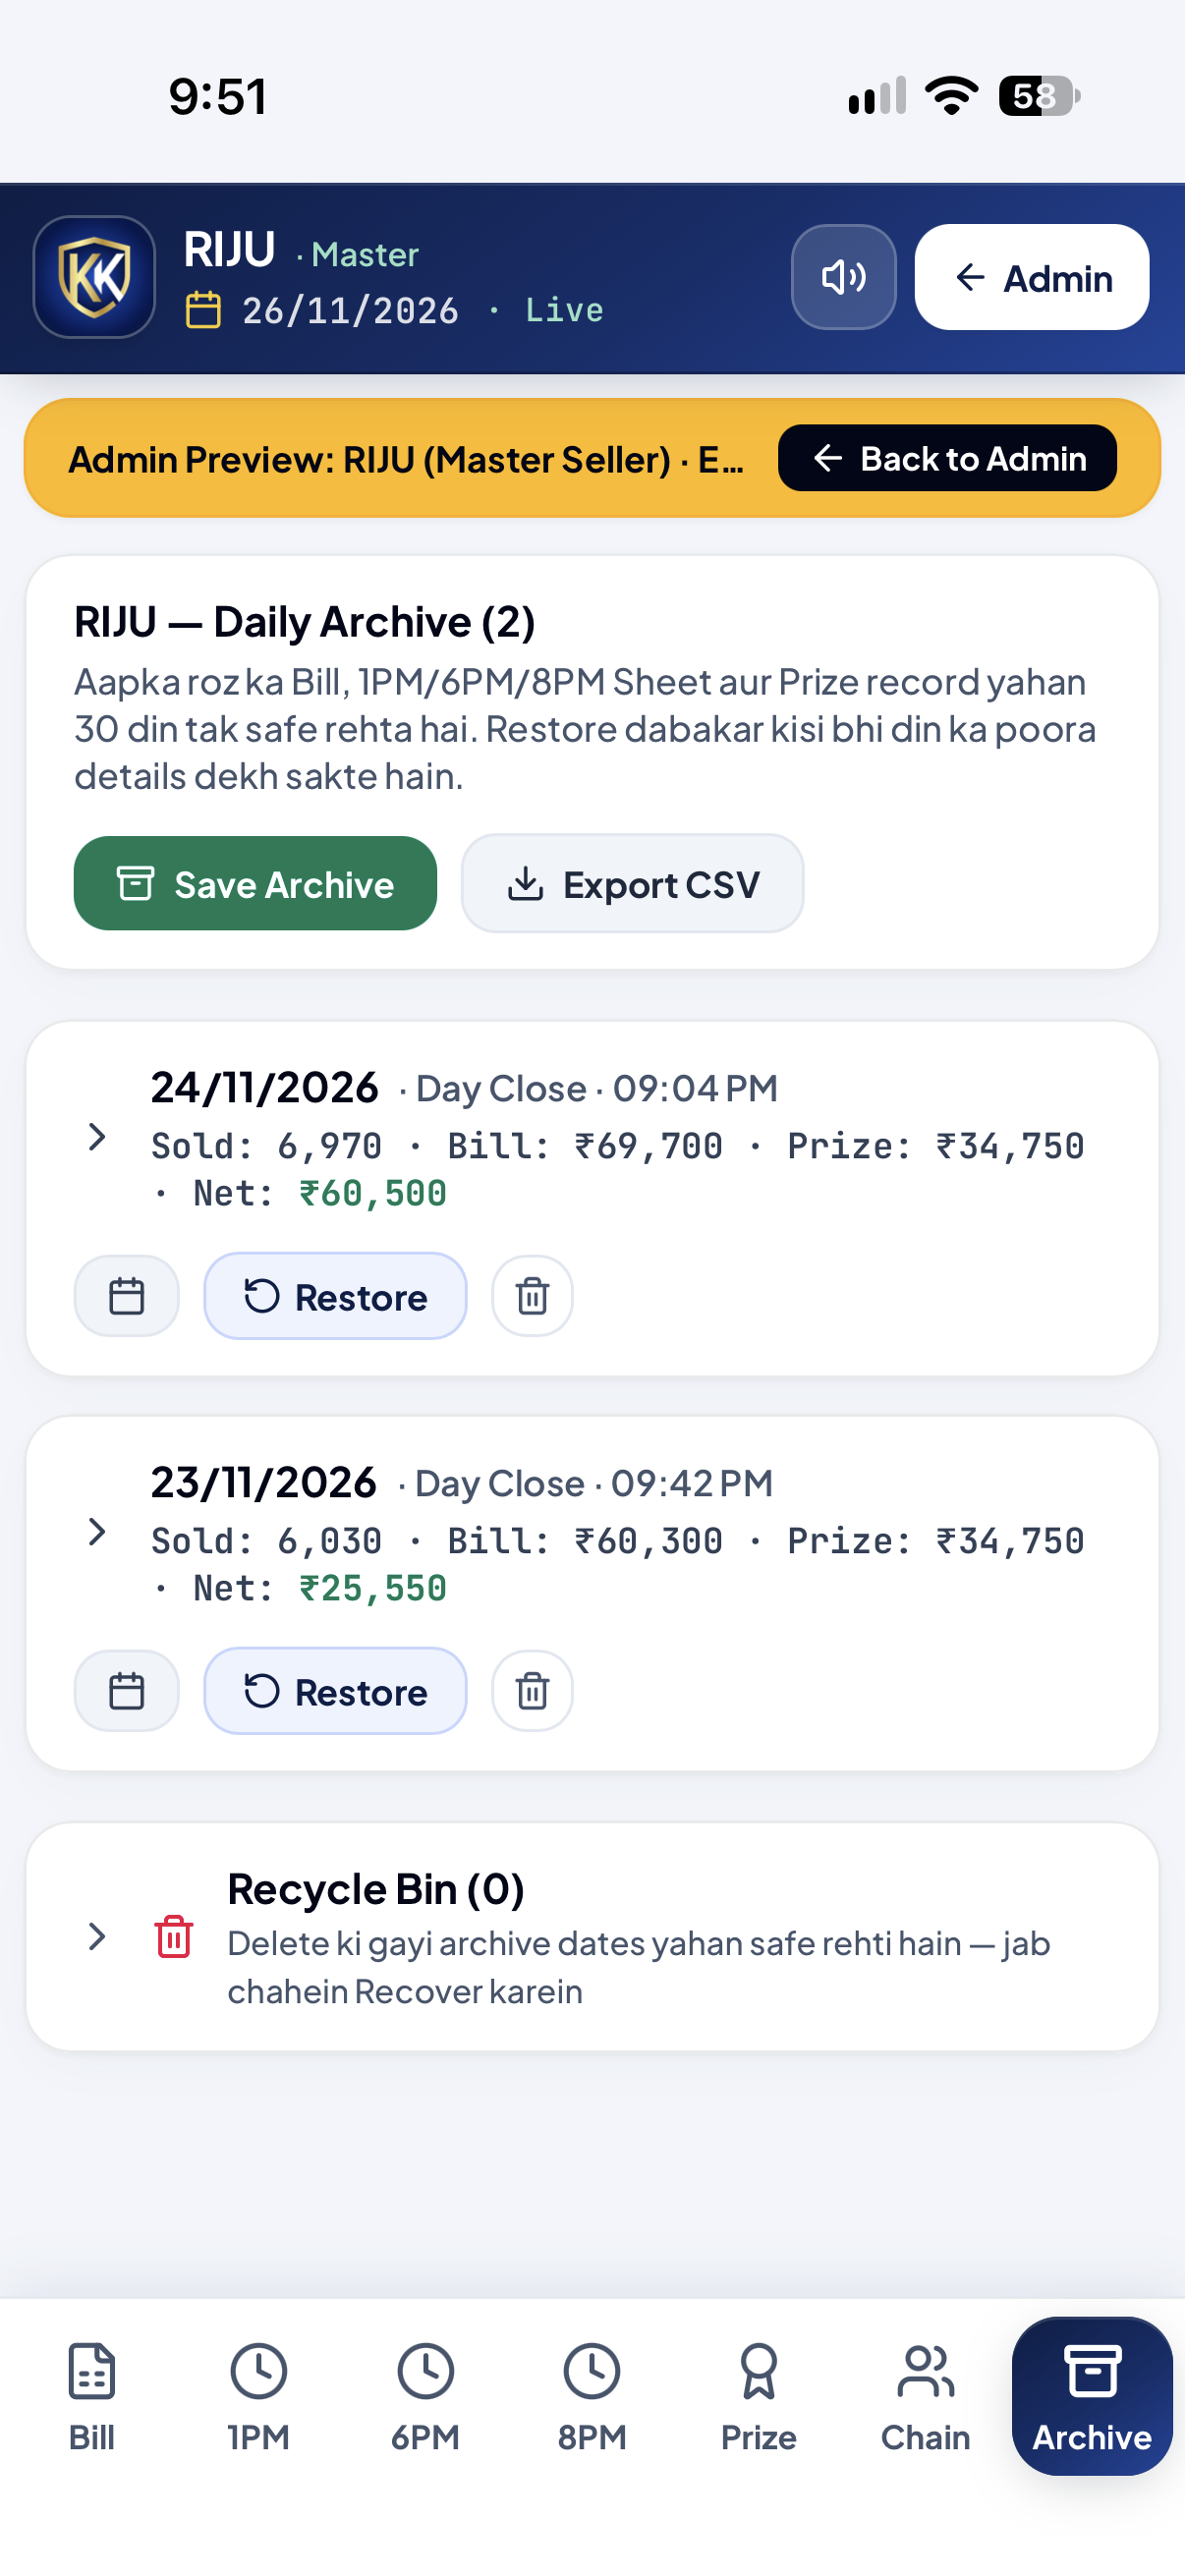 9:51
58
KK
RIJU · Master
26/11/2026 · Live
Admin
Admin Preview: RIJU (Master Seller) · E...
Back to Admin
RIJU — Daily Archive (2)
Aapka roz ka Bill, 1PM/6PM/8PM Sheet aur Prize record yahan
30 din tak safe rehta hai. Restore dabakar kisi bhi din ka poora
details dekh sakte hain.
Save Archive
Export CSV
24/11/2026 · Day Close · 09:04 PM
Sold: 6,970 · Bill: ₹69,700 · Prize: ₹34,750
· Net: ₹60,500
Restore
23/11/2026 · Day Close · 09:42 PM
Sold: 6,030 · Bill: ₹60,300 · Prize: ₹34,750
· Net: ₹25,550
Restore
Recycle Bin (0)
Delete ki gayi archive dates yahan safe rehti hain — jab
chahein Recover karein
Bill
1PM
6PM
8PM
Prize
Chain
Archive